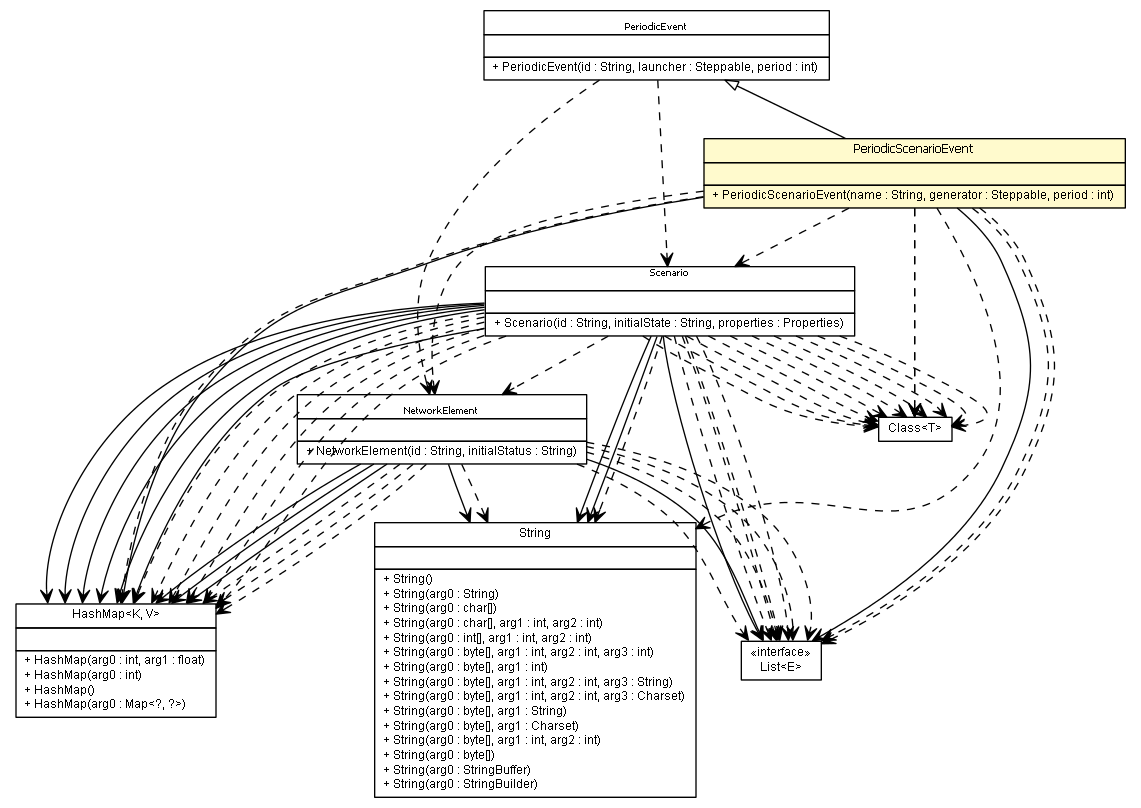 PeriodicEvent
+ PeriodicEvent(id : String, launcher : Steppable, period : int)
PeriodicScenarioEvent
+ PeriodicScenarioEvent(name : String, generator : Steppable, period : int)
Scenario
+ Scenario(id : String, initialState : String, properties : Properties)
NetworkElement
+ NetworkElement(id : String, initialStatus : String)
Class<T>
String
+ String()
+ String(arg0 : String)
+ String(arg0 : char[])
+ String(arg0 : char[], arg1 : int, arg2 : int)
+ String(arg0 : int[], arg1 : int, arg2 : int)
+ String(arg0 : byte[], arg1 : int, arg2 : int, arg3 : int)
+ String(arg0 : byte[], arg1 : int)
+ String(arg0 : byte[], arg1 : int, arg2 : int, arg3 : String)
+ String(arg0 : byte[], arg1 : int, arg2 : int, arg3 : Charset)
+ String(arg0 : byte[], arg1 : String)
+ String(arg0 : byte[], arg1 : Charset)
+ String(arg0 : byte[], arg1 : int, arg2 : int)
+ String(arg0 : byte[])
+ String(arg0 : StringBuffer)
+ String(arg0 : StringBuilder)
HashMap<K, V>
+ HashMap(arg0 : int, arg1 : float)
+ HashMap(arg0 : int)
+ HashMap()
+ HashMap(arg0 : Map<?, ?>)
«interface»
List<E>